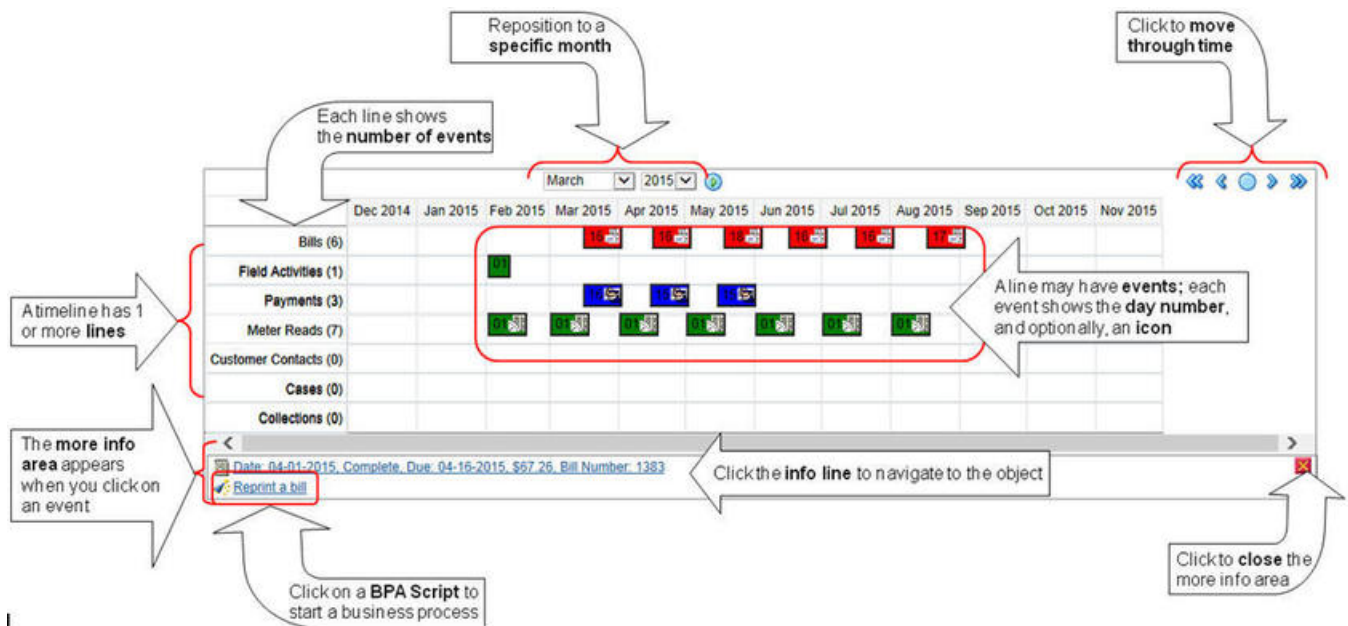 Reposition to a
specific month
Click to move
through time
Each line shows
the number of events
March 2015
Dec 2014 Jan 2015 Feb 2015 Mar 2015 Apr 2015 May 2015 Jun 2015 Jul 2015 Aug 2015 Sep 2015 Oct 2015 Nov 2015
Bills (6)
16 16 18 16 16 17
Field Activities (1)
01
Payments (3)
16 15 15
Meter Reads (7)
01 01 01 01 01 01 01
Customer Contacts (0)
Cases (0)
Collections (0)
A timeline has 1
or more lines
A line may have events; each
event shows the day number,
and optionally, an icon
The more info
area appears
when you click on
an event
Date: 04-01-2015, Complete, Due: 04-16-2015, $67.26, Bill Number: 1383
Reprint a bill
Click the info line to navigate to the object
Click on a BPA Script to
start a business process
Click to close the
more info area